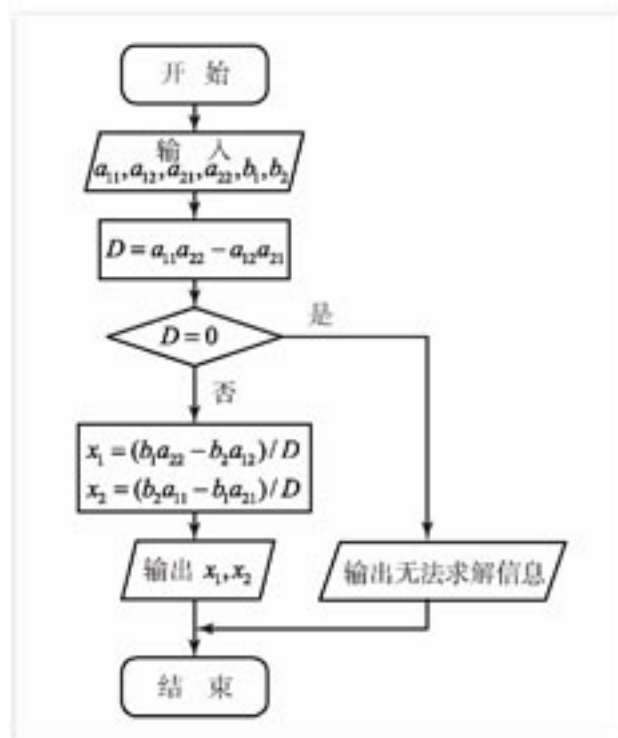 开 始
输 入
a₁₁,a₁₂,a₂₁,a₂₂,b₁,b₂
D=a₁₁a₂₂−a₁₂a₂₁
D=0
是
否
x₁=(b₁a₂₂−b₂a₁₂)/D
x₂=(b₂a₁₁−b₁a₂₁)/D
输出 x₁,x₂
输出无法求解信息
结 束